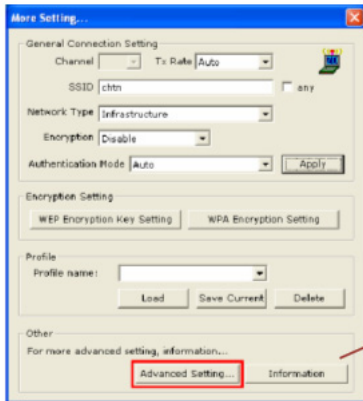 More Setting...
General Connection Setting
Channel Tx Rate Auto
SSID chtn any
Network Type Infrastructure
Encryption Disable
Authentication Mode Auto Apply
Encryption Setting
WEP Encryption Key Setting WPA Encryption Setting
Profile
Profile name:
Load Save Current Delete
Other
For more advanced setting, information...
Advanced Setting... Information